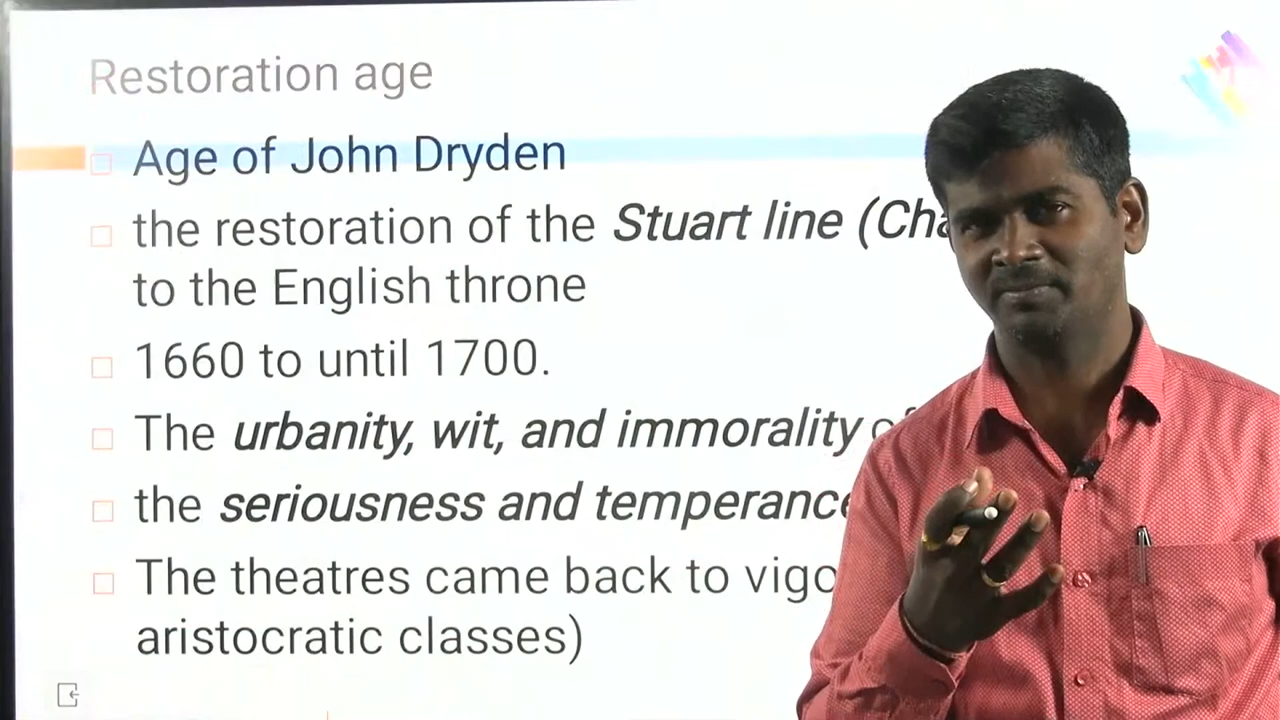 Restoration age
Age of John Dryden
the restoration of the Stuart line (Cha
to the English throne
1660 to until 1700.
The urbanity, wit, and immorality
the seriousness and temperance
The theatres came back to vigo
aristocratic classes)